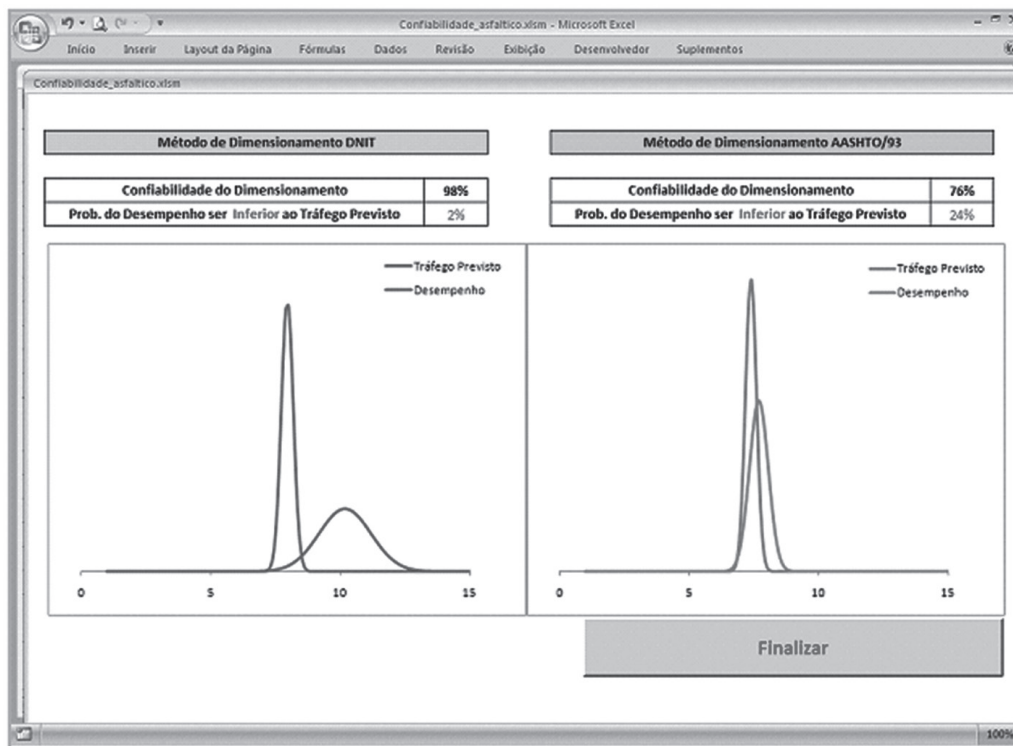 Confiabilidade_asfaltico.xlsm - Microsoft Excel
Início Inserir Layout da Página Fórmulas Dados Revisão Exibição Desenvolvedor Suplementos
Confiabilidade_asfaltico.xlsm
Método de Dimensionamento DNIT
Confiabilidade do Dimensionamento 98%
Prob. do Desempenho ser Inferior ao Tráfego Previsto 2%
Tráfego Previsto
Desempenho
0 5 10 15
Método de Dimensionamento AASHTO/93
Confiabilidade do Dimensionamento 76%
Prob. do Desempenho ser Inferior ao Tráfego Previsto 24%
Tráfego Previsto
Desempenho
0 5 10 15
Finalizar
100%